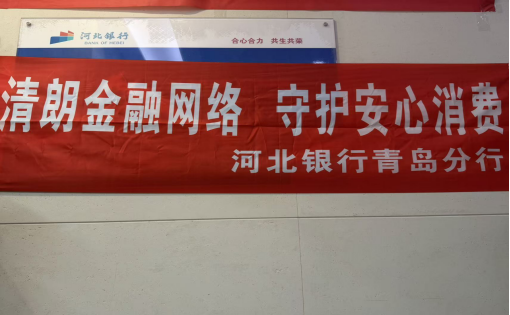 河北银行
BANK OF HEBEI
合心合力 共生共荣
清朗金融网络 守护安心消费
河北银行青岛分行